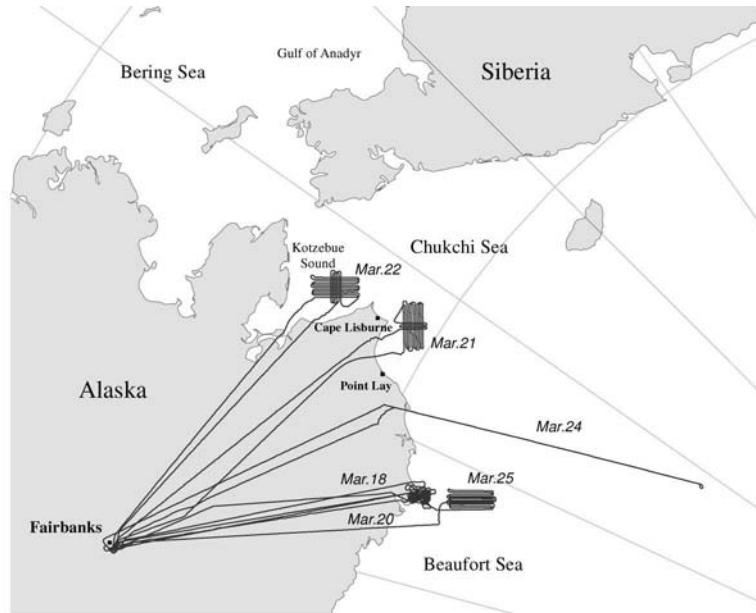 Gulf of Anadyr
Bering Sea
Siberia
Kotzebue
Sound
Chukchi Sea
Mar.22
Cape Lisburne
Mar.21
Point Lay
Alaska
Mar.24
Mar.18
Mar.25
Fairbanks
Mar.20
Beaufort Sea